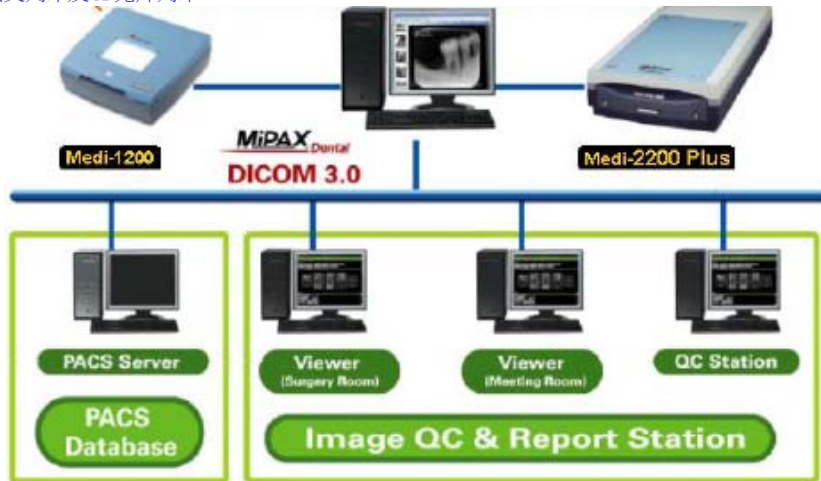 Medi-1200
MiPAX Dental
DICOM 3.0
Medi-2200 Plus
PACS Server
Viewer
(Surgery Room)
Viewer
(Meeting Room)
QC Station
PACS
Database
Image QC & Report Station